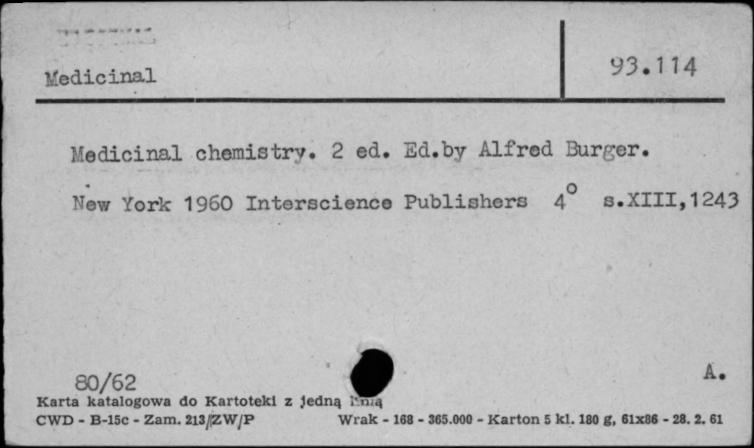 Medicinal
93.114
Medicinal chemistry. 2 ed. Ed.by Alfred Burger.
New York 1960 Interscience Publishers 4° s.XIII,1243
A.
80/62
Karta katalogowa do Kartoteki z jedną linią
CWD - B-15c - Zam. 213/ZW/P Wrak - 168 - 365.000 - Karton 5 kl. 180 g, 61x86 - 28. 2. 61